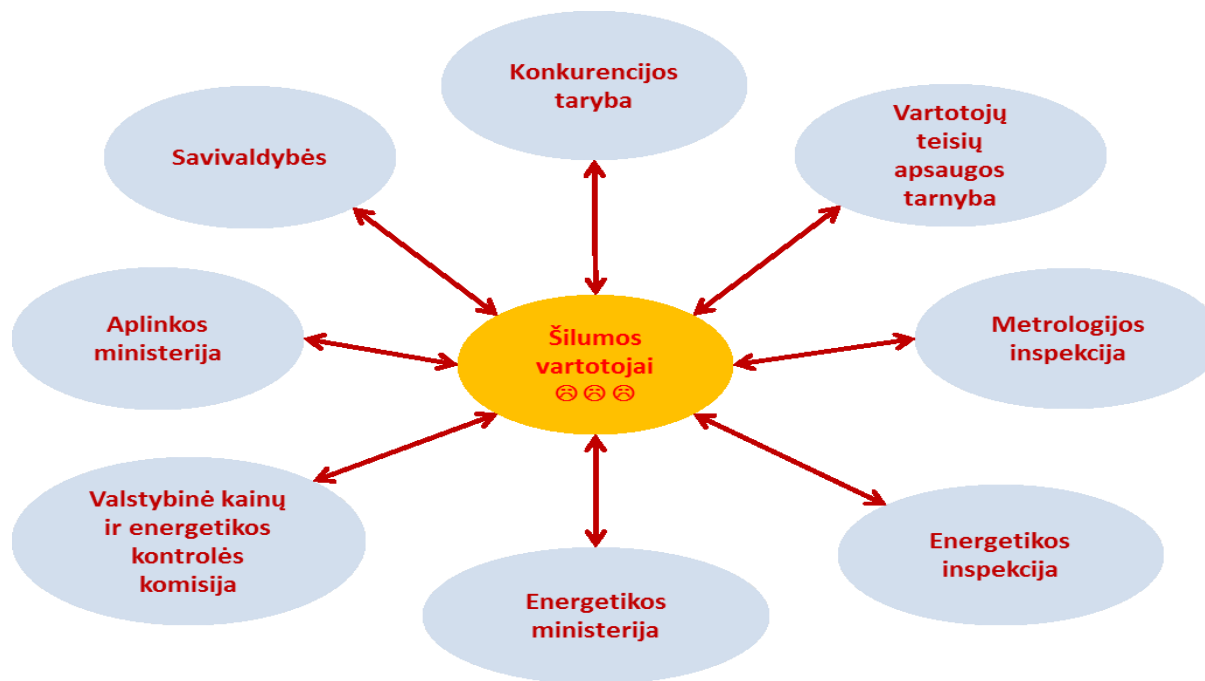 Konkurencijos
taryba
Vartotojų
teisių
apsaugos
tarnyba
Savivaldybės
Aplinkos
ministerija
Šilumos
vartotojai
☹ ☹ ☹
Metrologijos
inspekcija
Valstybinė kainų
ir energetikos
kontrolės
komisija
Energetikos
ministerija
Energetikos
inspekcija